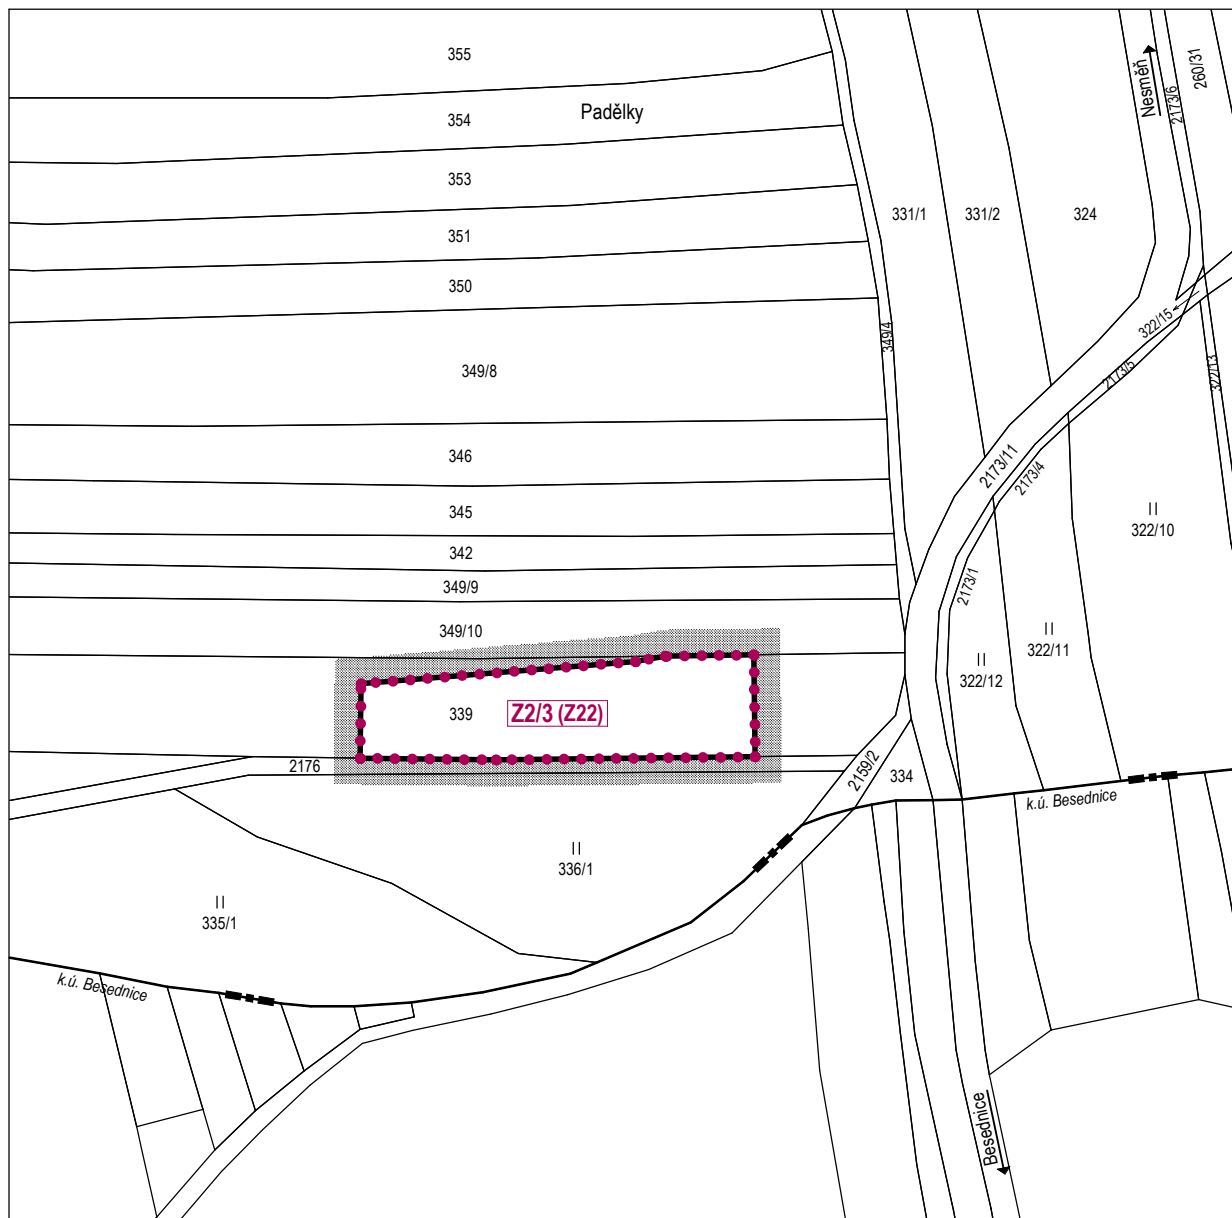 355
Padělky
354
353
351
350
349/8
346
345
342
349/9
349/10
339
Z2/3 (Z22)
2176
II
336/1
II
335/1
k.ú. Besednice
331/1
331/2
324
349/4
Nesměň
2173/6
260/31
322/15
2173/5
322/13
2173/11
2173/4
II
322/10
2173/1
II
322/11
II
322/12
2159/2
334
k.ú. Besednice
Besednice